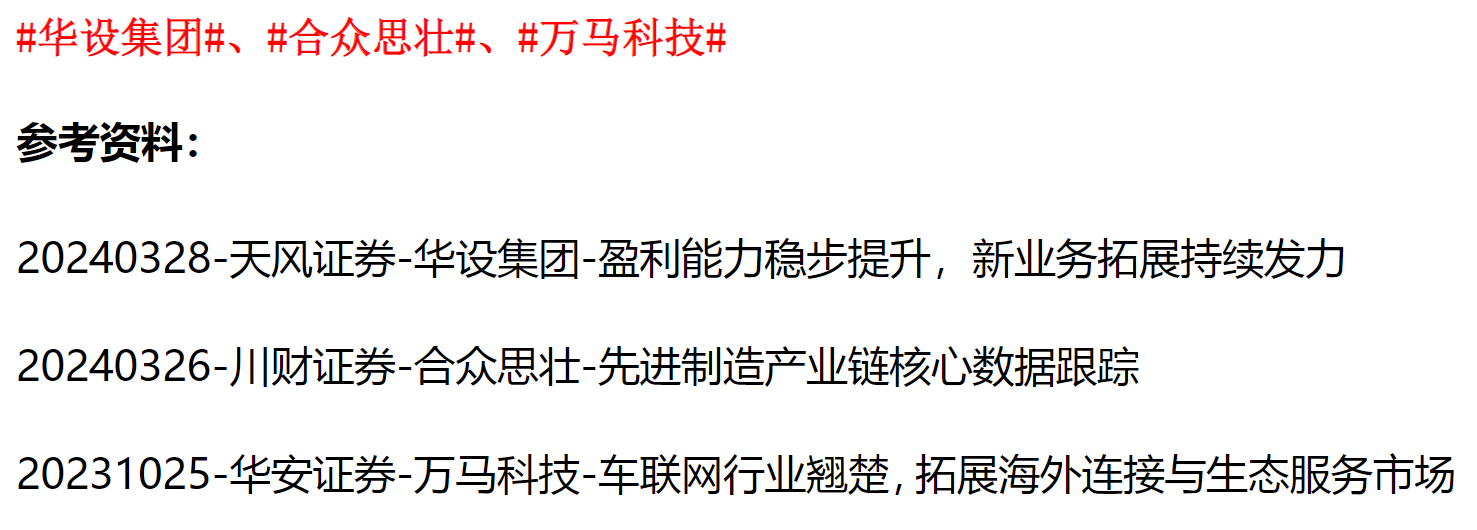 #华设集团#、#合众思壮#、#万马科技#
参考资料：
20240328-天风证券-华设集团-盈利能力稳步提升，新业务拓展持续发力
20240326-川财证券-合众思壮-先进制造产业链核心数据跟踪
20231025-华安证券-万马科技-车联网行业翘楚, 拓展海外连接与生态服务市场